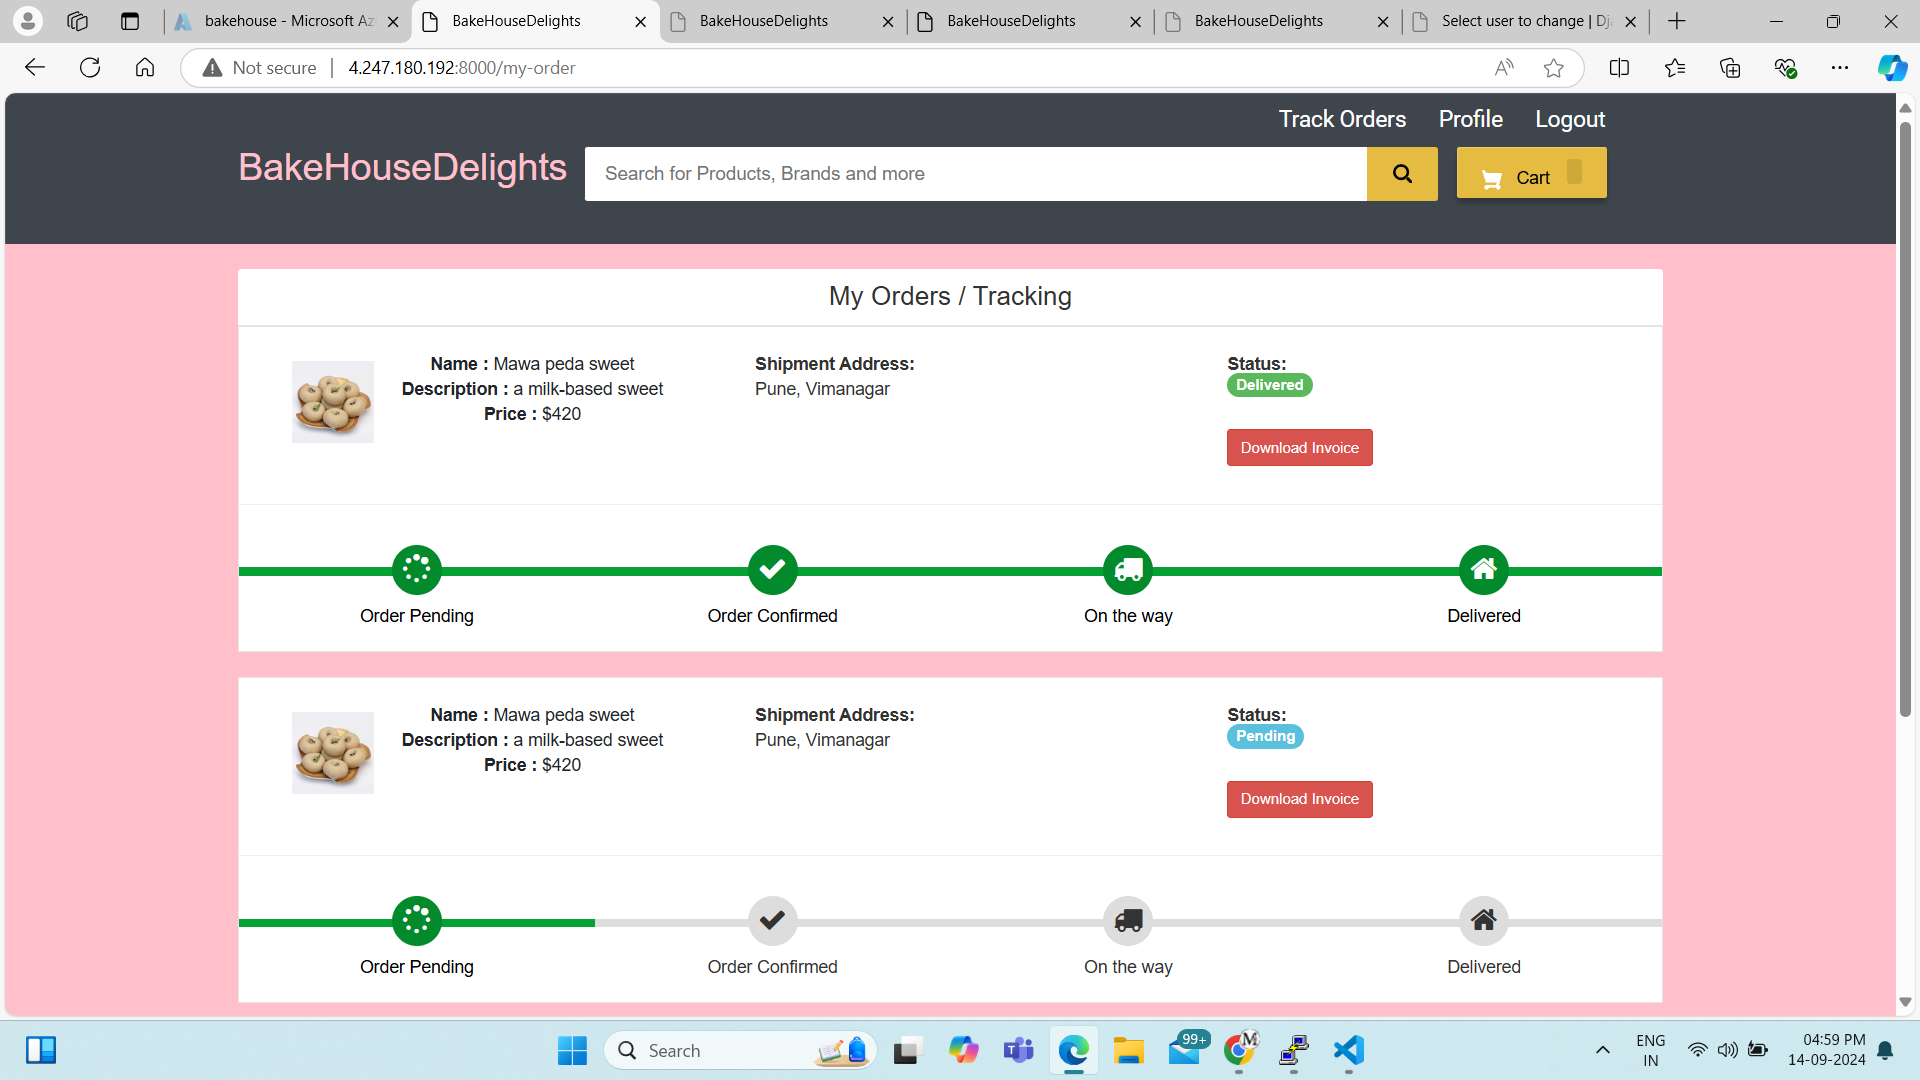 bakehouse - Microsoft Az
BakeHouseDelights
BakeHouseDelights
BakeHouseDelights
BakeHouseDelights
Select user to change | Dja
Not secure
4.247.180.192:8000/my-order
Track Orders Profile Logout
BakeHouseDelights
Search for Products, Brands and more
Cart
My Orders / Tracking
Name : Mawa peda sweet
Description : a milk-based sweet
Price : $420
Shipment Address:
Pune, Vimanagar
Status:
Delivered
Download Invoice
Order Pending
Order Confirmed
On the way
Delivered
Name : Mawa peda sweet
Description : a milk-based sweet
Price : $420
Shipment Address:
Pune, Vimanagar
Status:
Pending
Download Invoice
Order Pending
Order Confirmed
On the way
Delivered
Search
99+
M
ENG
IN
04:59 PM
14-09-2024